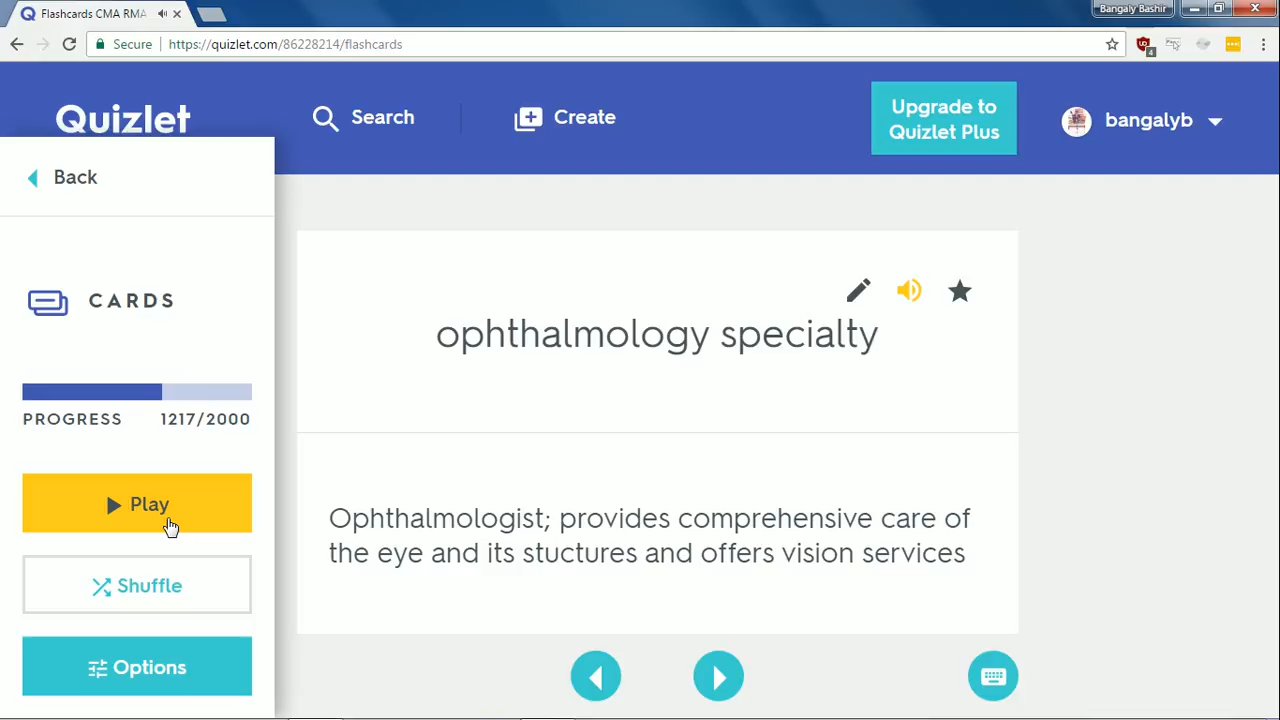 Flashcards CMA RMA
Bangaly Bashir
Secure https://quizlet.com/86228214/flashcards
4
Quizlet
Search
Create
Upgrade to
Quizlet Plus
bangalyb
Back
CARDS
PROGRESS 1217/2000
Play
Shuffle
Options
ophthalmology specialty
Ophthalmologist; provides comprehensive care of
the eye and its stuctures and offers vision services